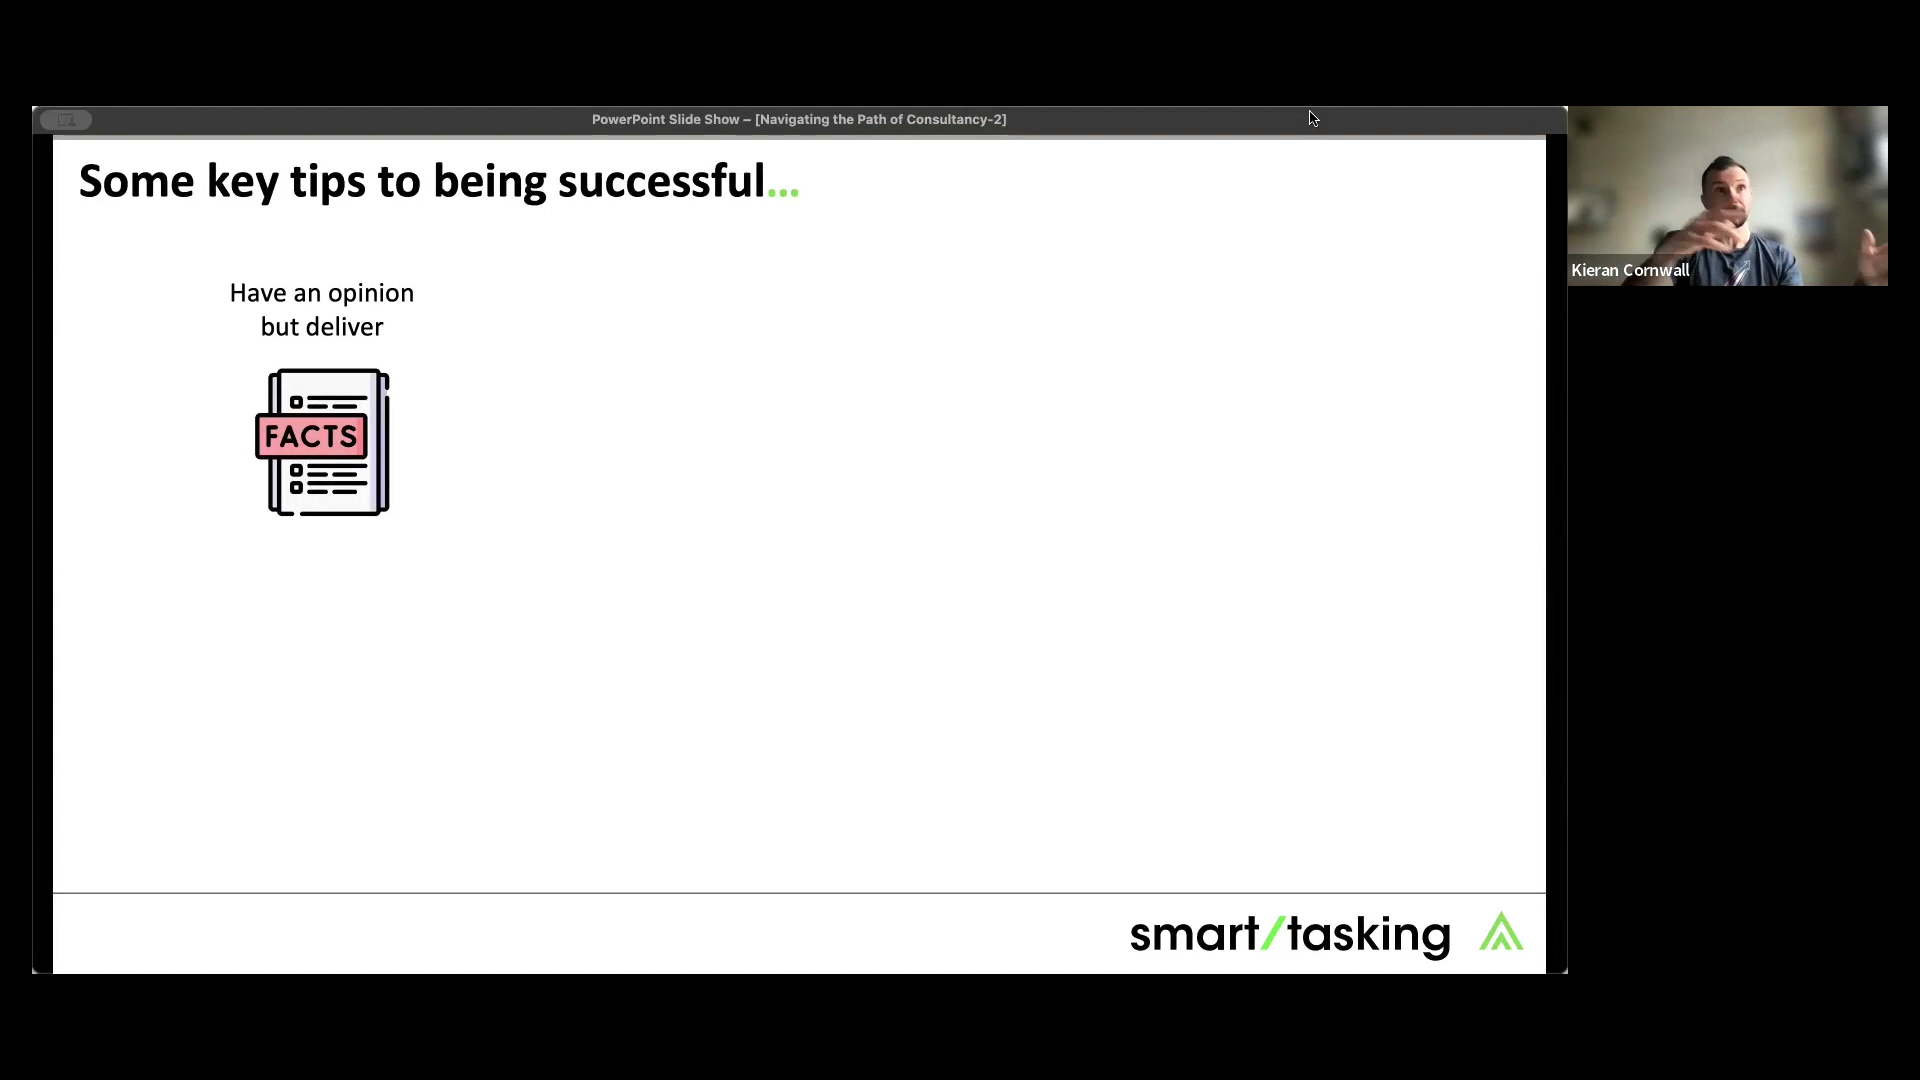 PowerPoint Slide Show – [Navigating the Path of Consultancy-2]
Some key tips to being successful...
Have an opinion
but deliver
FACTS
Kieran Cornwall
smart/tasking